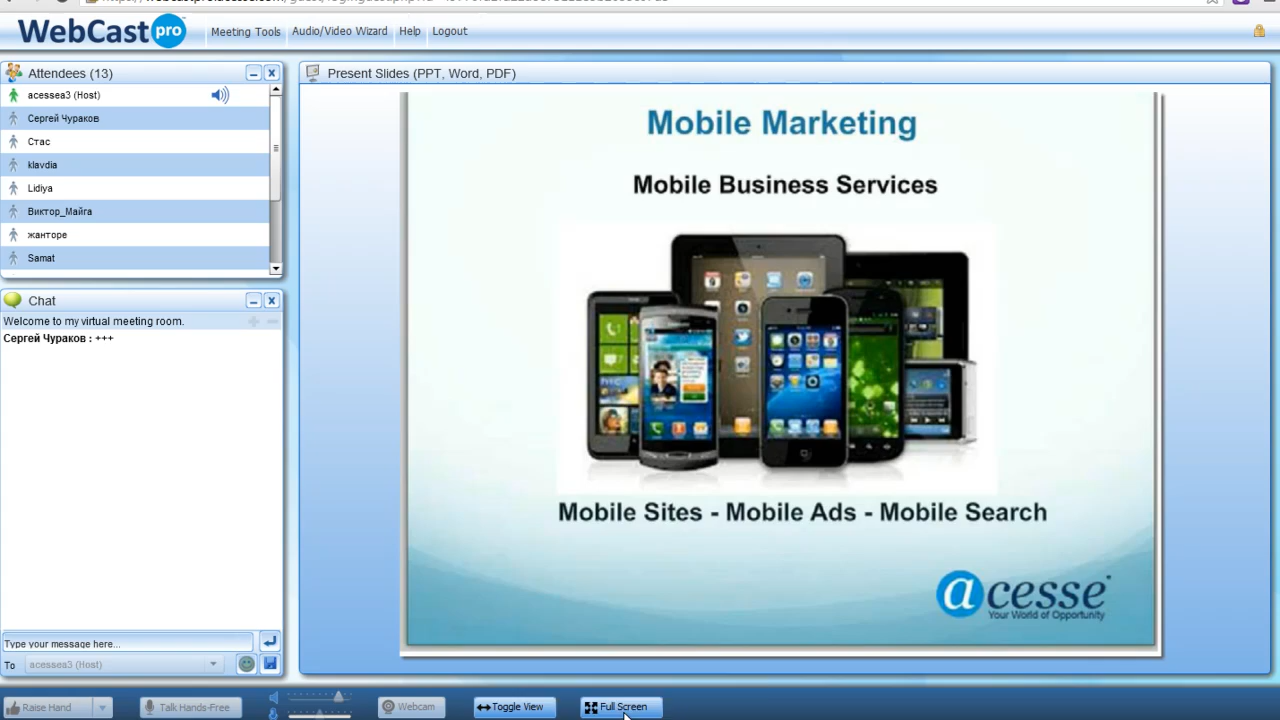 WebCast pro
Meeting Tools Audio/Video Wizard Help Logout
Attendees (13)
acessea3 (Host)
Сергей Чураков
Стас
klavdia
Lidiya
Виктор_Майга
жанторе
Samat
Chat
Welcome to my virtual meeting room.
Сергей Чураков : +++
Type your message here...
To acessea3 (Host)
Present Slides (PPT, Word, PDF)
Mobile Marketing
Mobile Business Services
Mobile Sites - Mobile Ads - Mobile Search
acesse
Your World of Opportunity
Raise Hand Talk Hands-Free Webcam Toggle View Full Screen